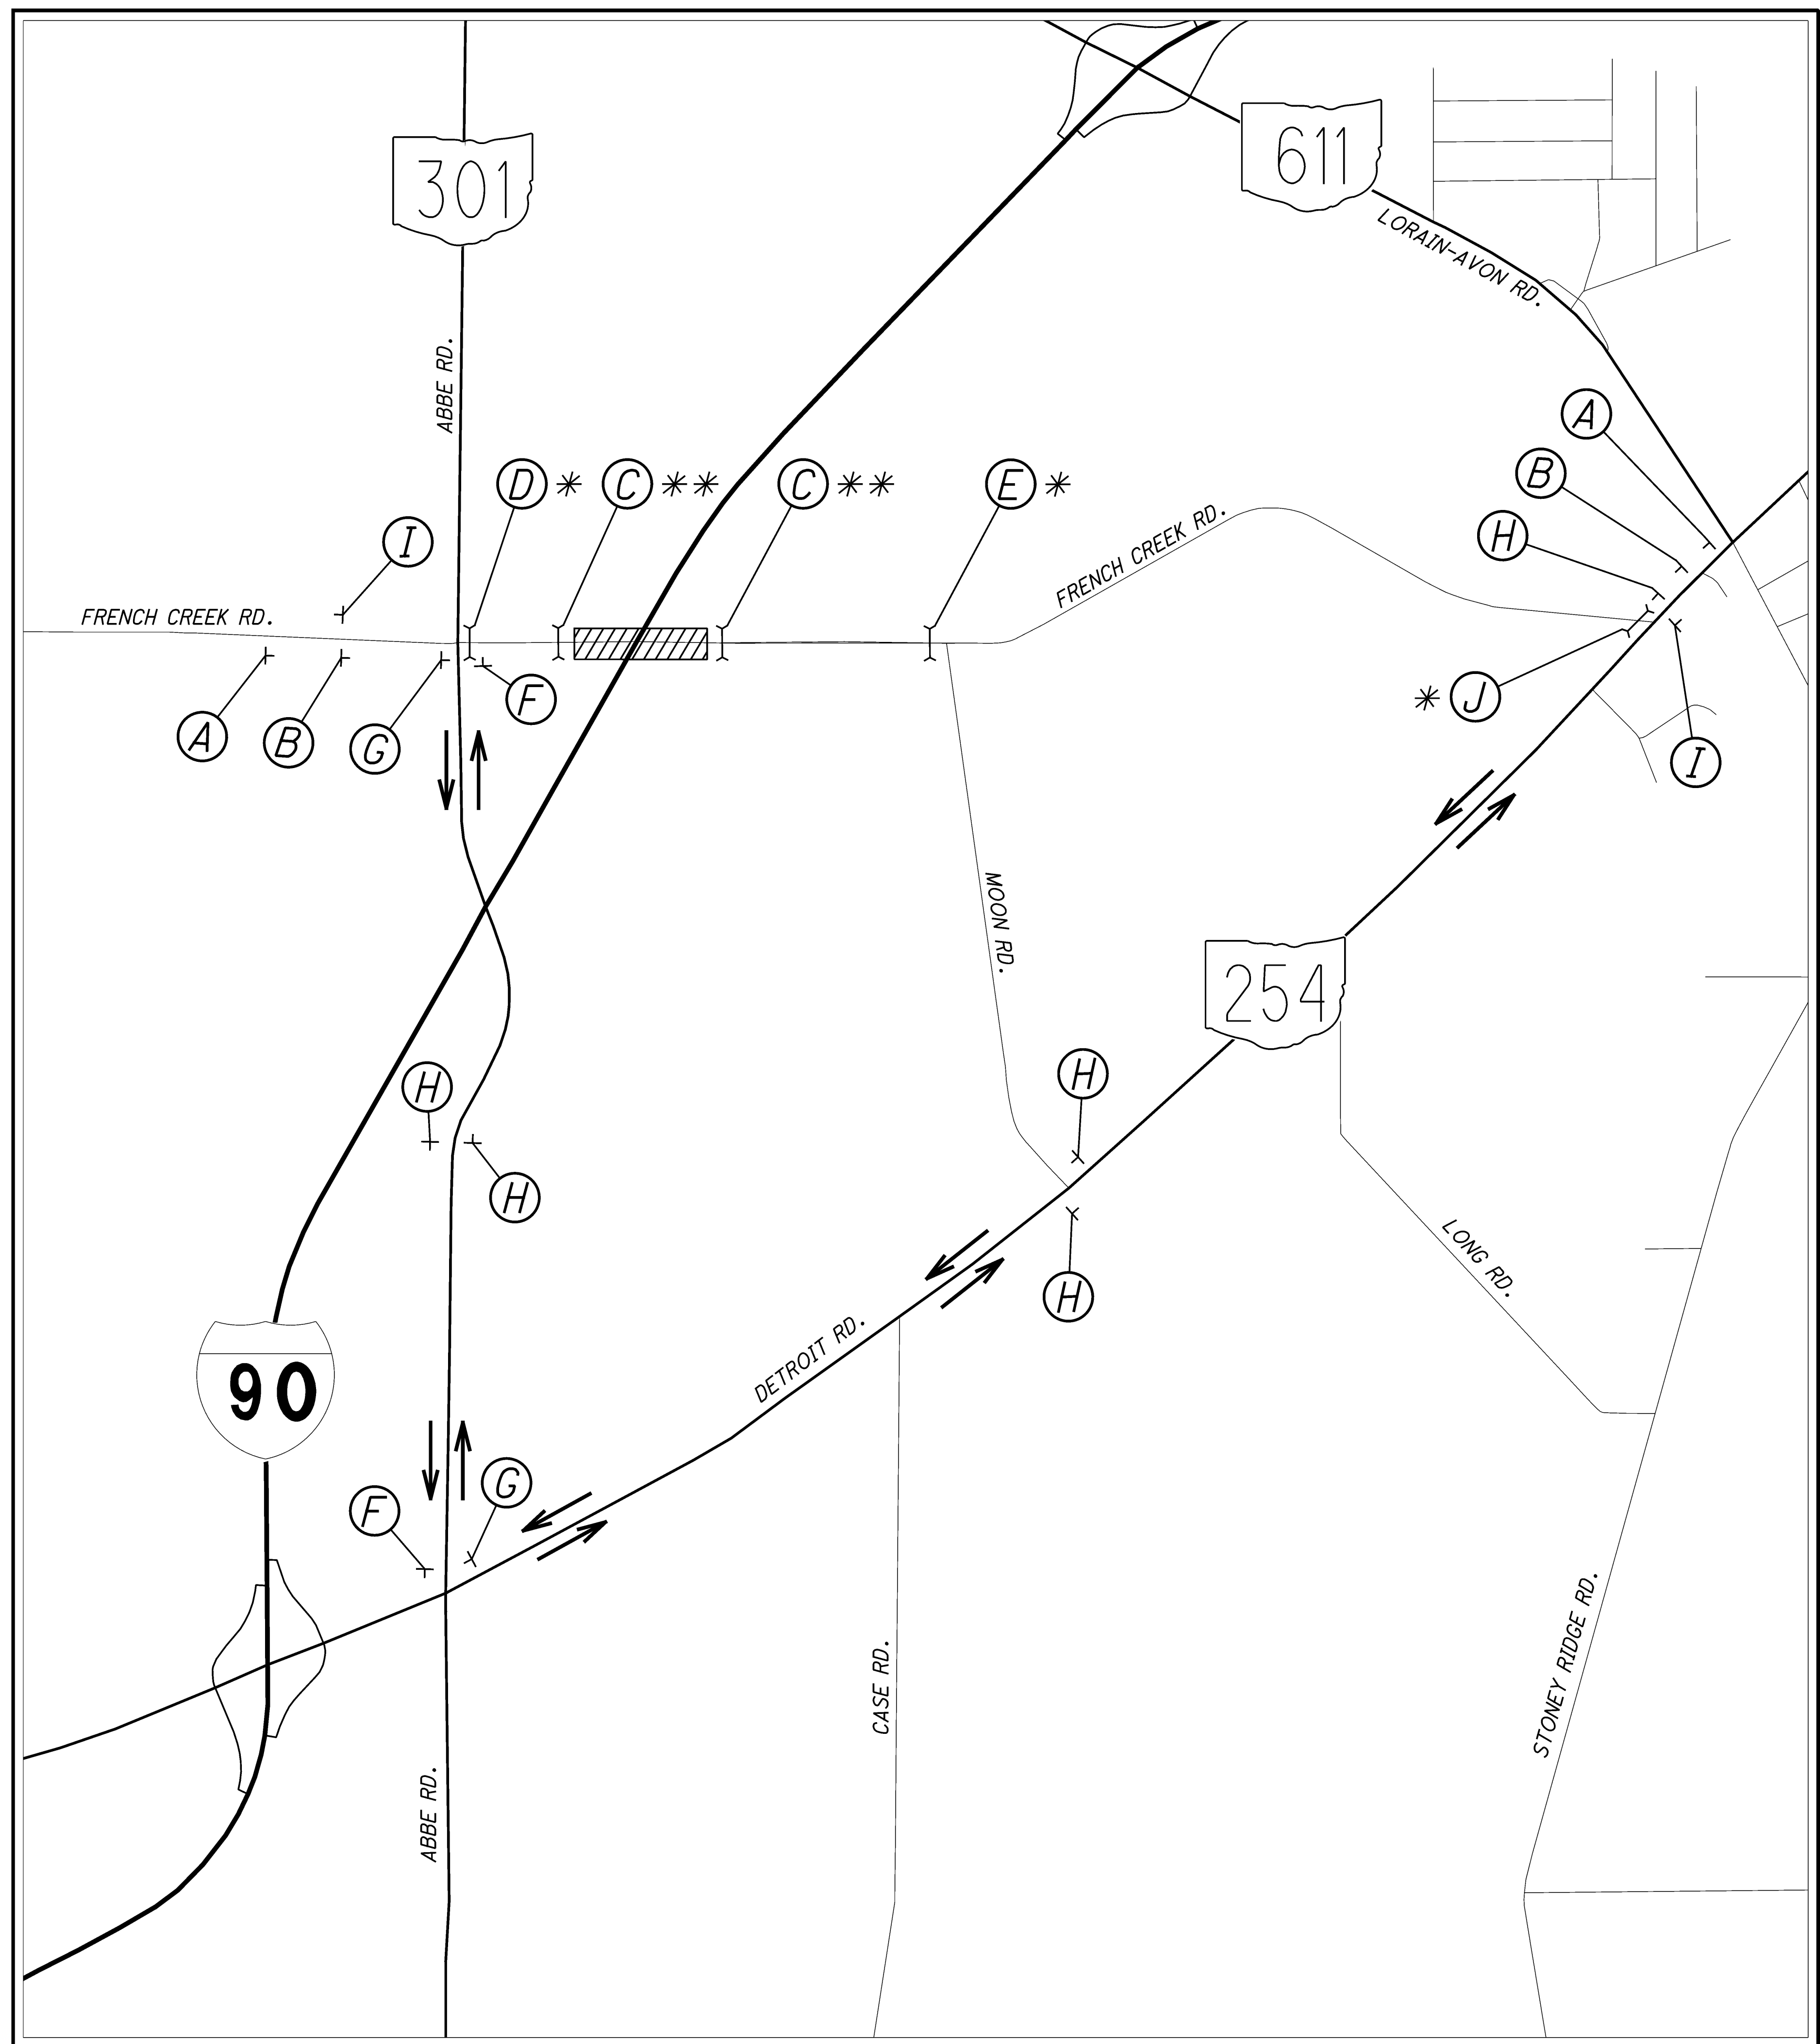 301
611
LORAIN-AVON RD.
ABBE RD.
A
B
D * C ** C ** E *
H
I
FRENCH CREEK RD.
FRENCH CREEK RD.
F
* J
A B G
I
MOON RD.
254
H
H
H
H
LONG RD.
DETROIT RD.
90
G
F
STONEY RIDGE RD.
CASE RD.
ABBE RD.